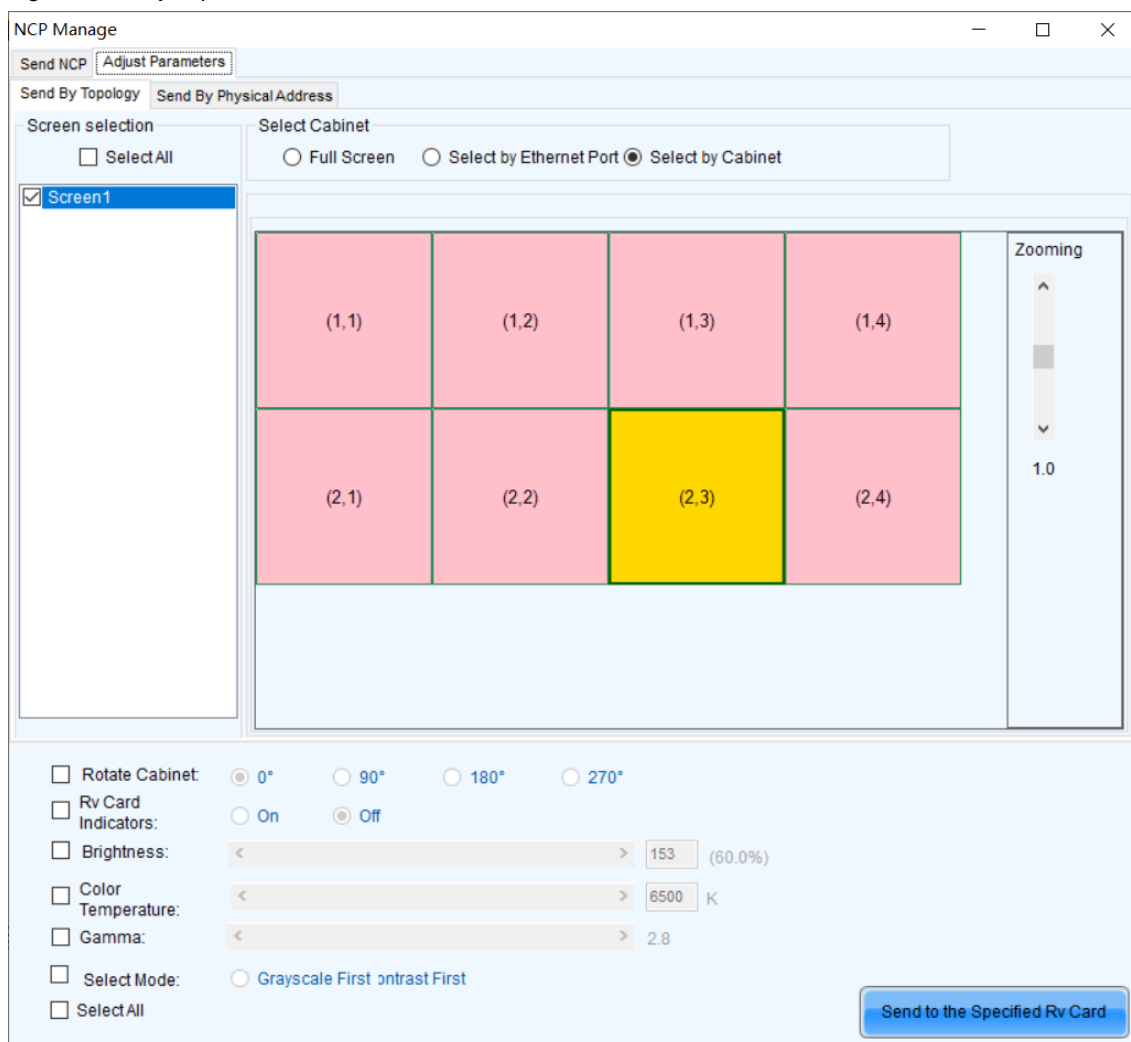 NCP Manage
Send NCP Adjust Parameters
Send By Topology Send By Physical Address
Screen selection Select Cabinet
Select All Full Screen Select by Ethernet Port Select by Cabinet
Screen1
Zooming
(1,1) (1,2) (1,3) (1,4)
1.0
(2,1) (2,2) (2,3) (2,4)
Rotate Cabinet: 0° 90° 180° 270°
Rv Card
Indicators: On Off
Brightness: 153 (60.0%)
Color
Temperature: 6500 K
Gamma: 2.8
Select Mode: Grayscale First ontrast First
Select All
Send to the Specified Rv Card